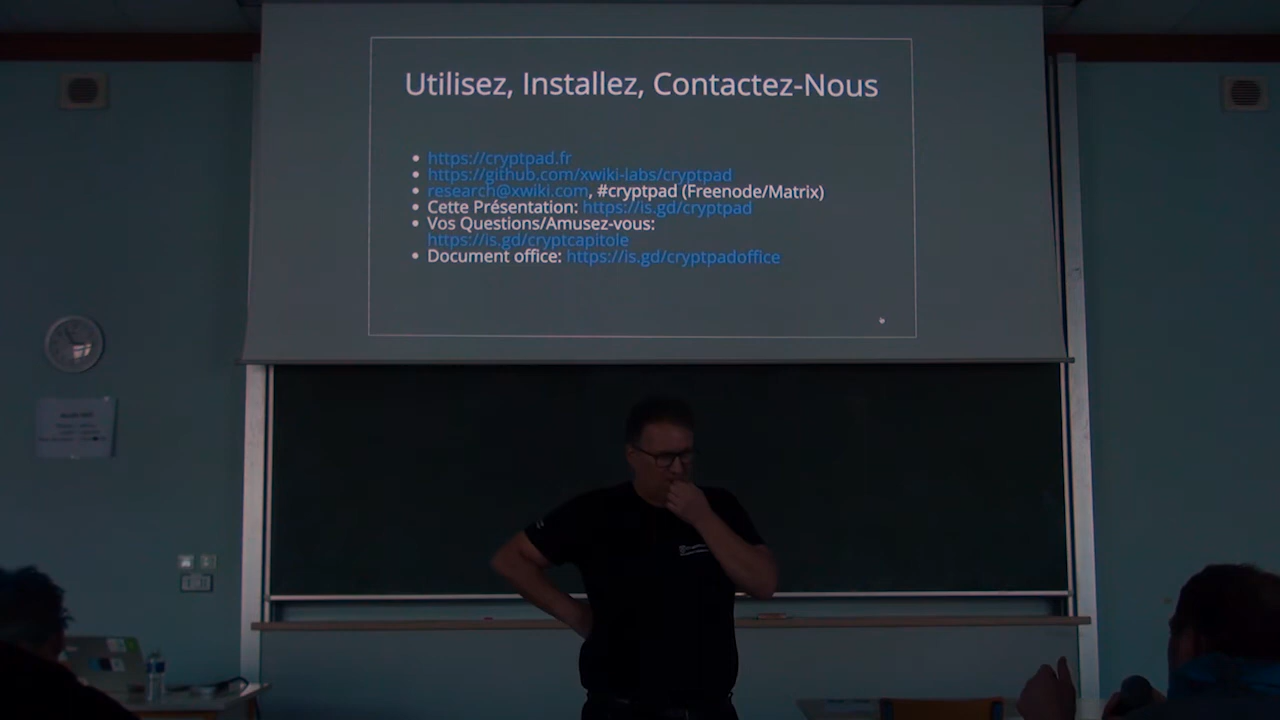 Utilisez, Installez, Contactez-Nous
https://cryptpad.fr
https://github.com/xwiki-labs/cryptpad
research@xwiki.com, #cryptpad (Freenode/Matrix)
Cette Présentation: https://is.gd/cryptpad
Vos Questions/Amusez-vous:
https://is.gd/cryptcapitole
Document office: https://is.gd/cryptpadoffice